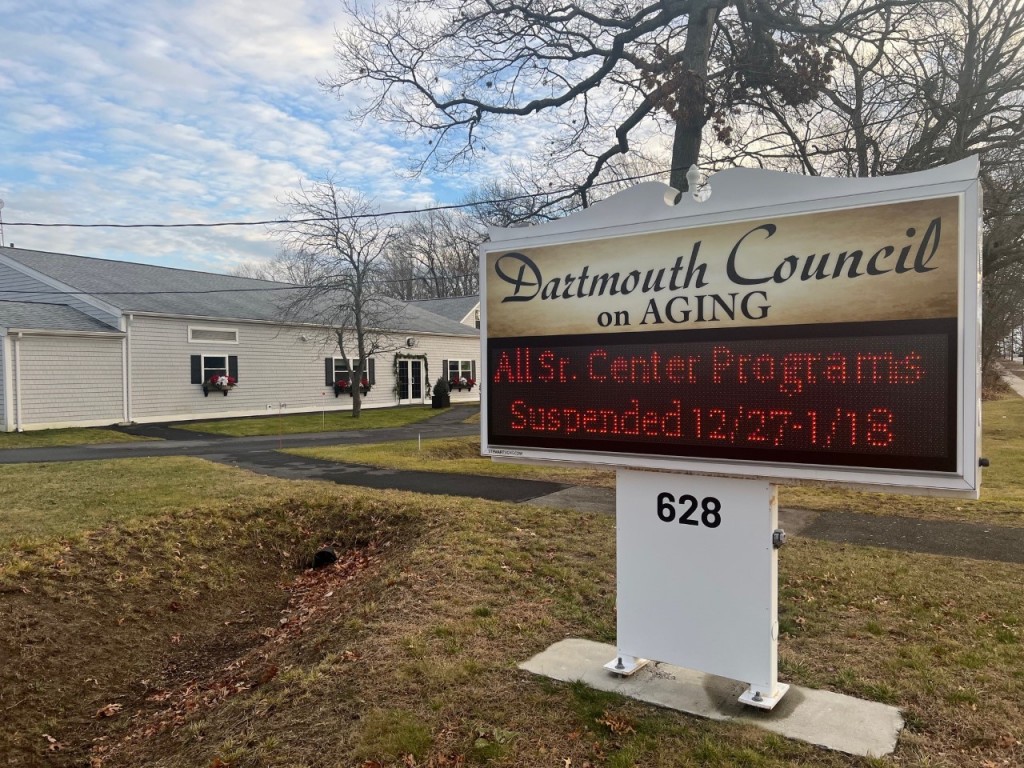 Dartmouth Council
on AGING
All Sr. Center Programs
Suspended 12/27-1/18
628